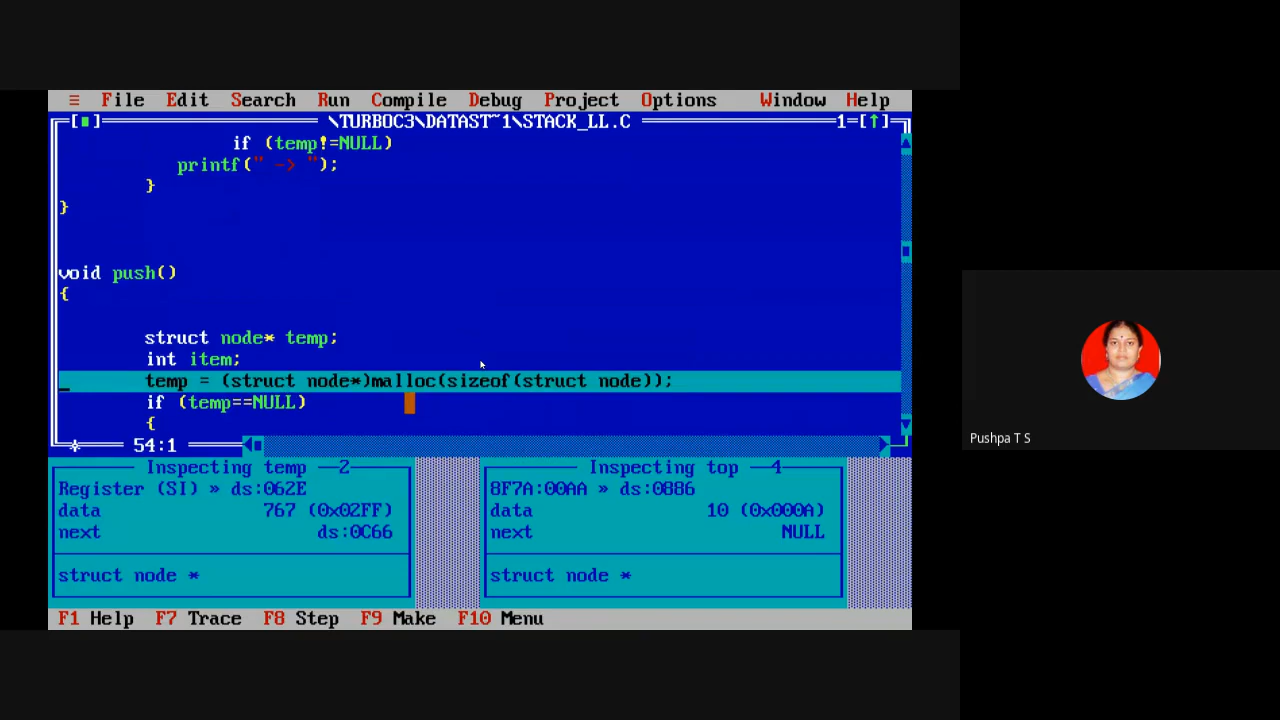 ≡ File Edit Search Run Compile Debug Project Options Window Help
[■] \TURBOC3\DATAST~1\STACK_LL.C 1=[↑]
if (temp!=NULL)
printf(" -> ");
}
}
void push()
{
struct node* temp;
int item;
temp = (struct node*)malloc(sizeof(struct node));
if (temp==NULL)
{
54:1
Inspecting temp 2
Register (SI) » ds:062E
data 767 (0x02FF)
next ds:0C66
struct node *
Inspecting top 4
8F7A:00AA » ds:0886
data 10 (0x000A)
next NULL
struct node *
F1 Help F7 Trace F8 Step F9 Make F10 Menu
Pushpa T S